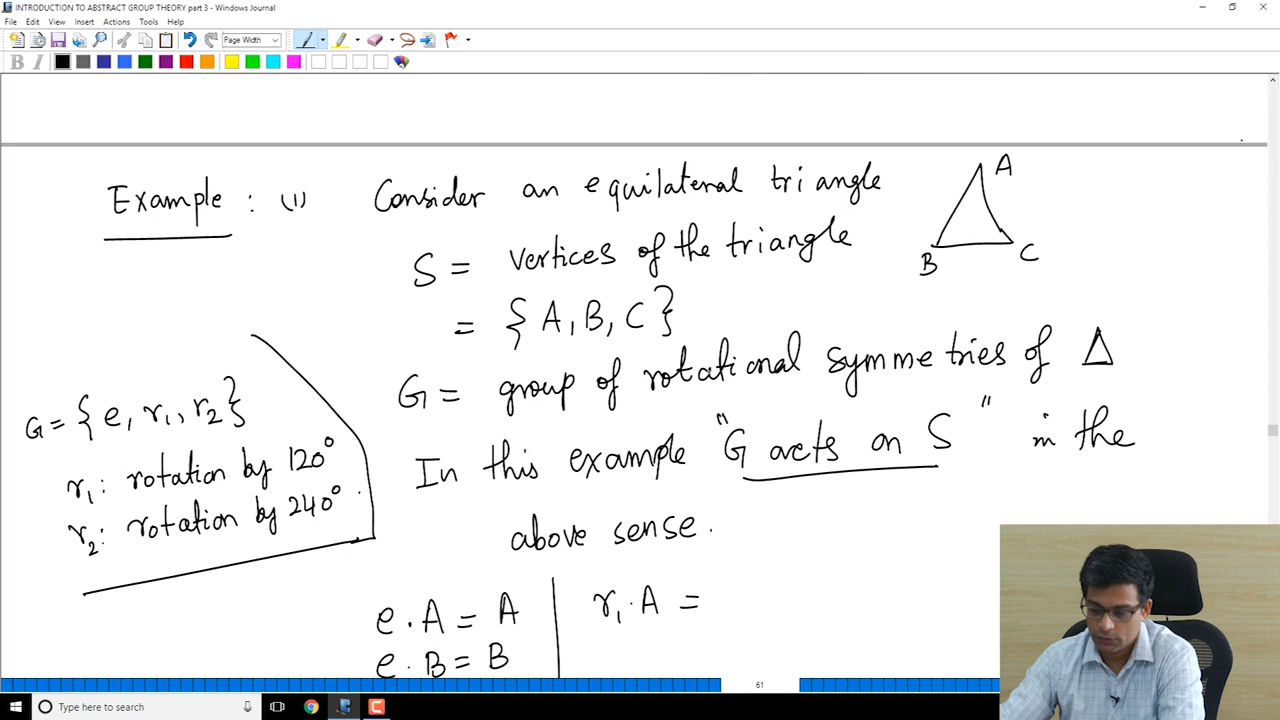 INTRODUCTION TO ABSTRACT GROUP THEORY part 3 - Windows Journal
File Edit View Insert Actions Tools Help
Page Width
B I
Example : (1) Consider an equilateral triangle
A
B C
S = vertices of the triangle
= {A, B, C}
G = group of rotational symmetries of Δ
G = {e, r₁, r₂}
r₁: rotation by 120°
r₂: rotation by 240°.
In this example "G acts on S" in the
above sense.
e . A = A
e . B = B
r₁ . A =
61
Type here to search